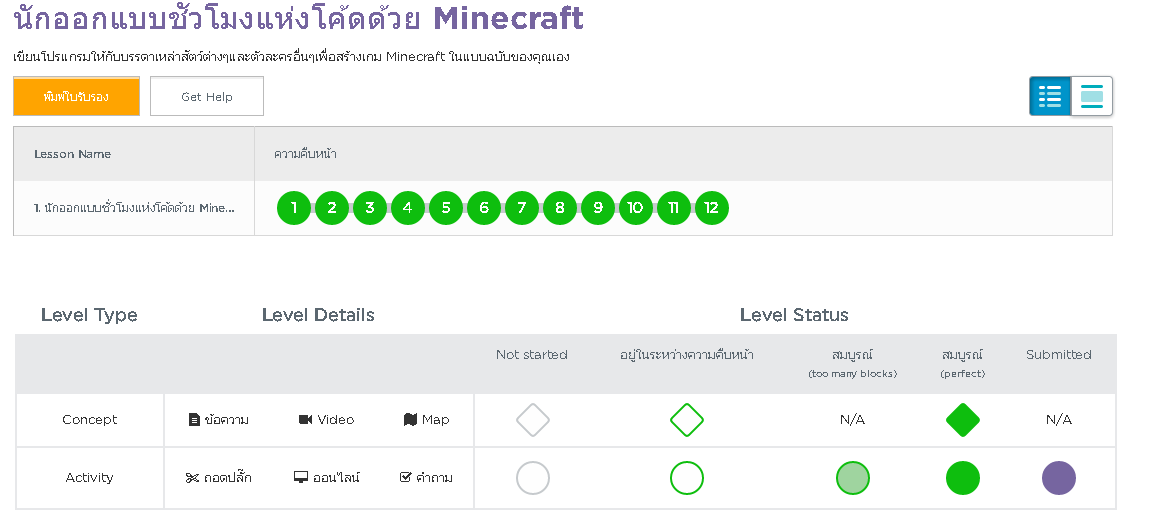 นักออกแบบชั่วโมงแห่งโค้ดด้วย Minecraft
เขียนโปรแกรมให้กับบรรดาเหล่าสัตว์ต่างๆและตัวละครอื่นๆเพื่อสร้างเกม Minecraft ในแบบฉบับของคุณเอง
พิมพ์ใบรับรอง Get Help
Lesson Name ความคืบหน้า
1. นักออกแบบชั่วโมงแห่งโค้ดด้วย Mine... 1 2 3 4 5 6 7 8 9 10 11 12
Level Type Level Details Level Status
Not started อยู่ในระหว่างความคืบหน้า สมบูรณ์ สมบูรณ์ Submitted
(too many blocks) (perfect)
Concept ข้อความ Video Map N/A N/A
Activity ถอดปลั๊ก ออนไลน์ คำถาม